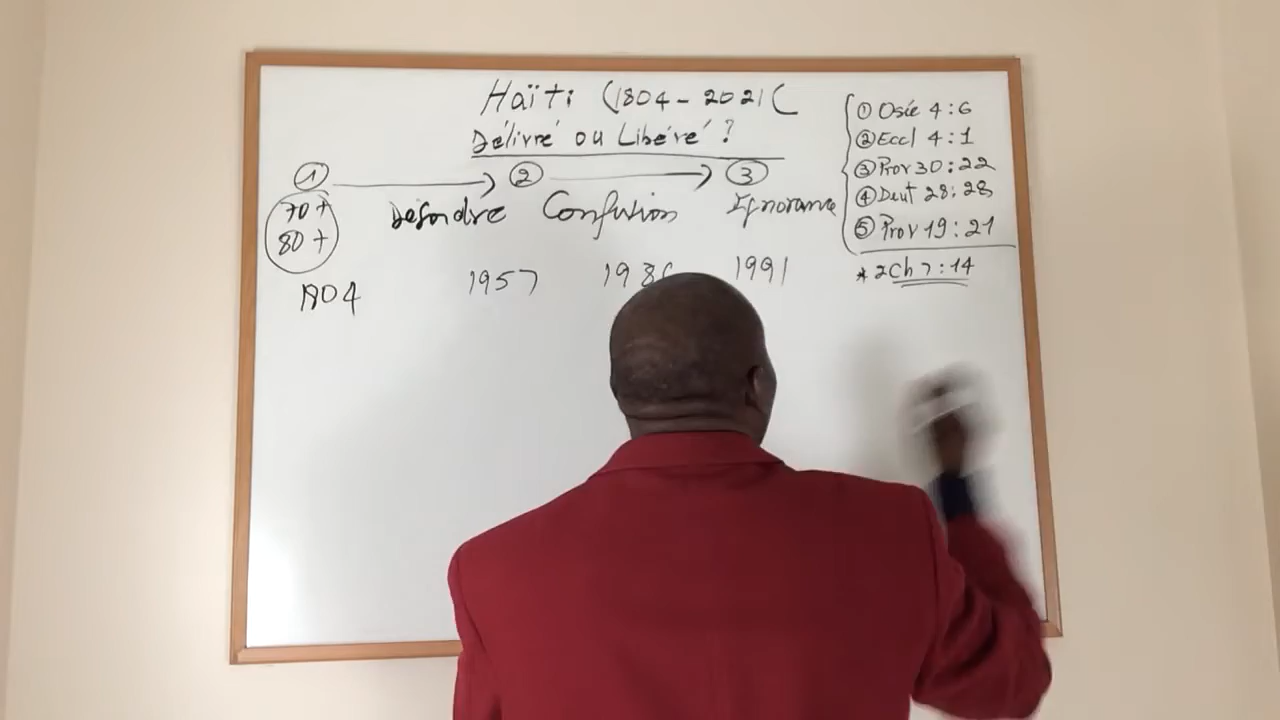 Haïti (1804 - 2021(
Délivré ou Libéré ?
① → ② → ③
70 +
80 +
Désordre Confusion Ignorance
1804 1957 1986 1991
① Osée 4:6
② Eccl 4:1
③ Prov 30:22
④ Deut 28:28
⑤ Prov 19:21
* 2Ch 7:14